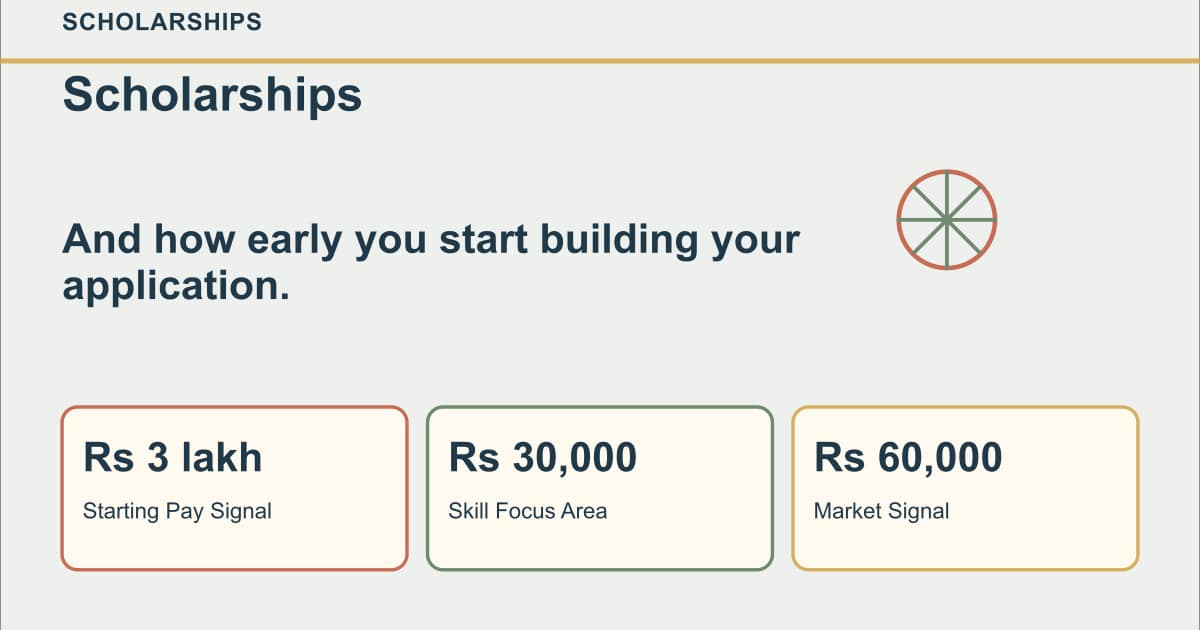 SCHOLARSHIPS
Scholarships
And how early you start building your
application.
Rs 3 lakh
Starting Pay Signal
Rs 30,000
Skill Focus Area
Rs 60,000
Market Signal